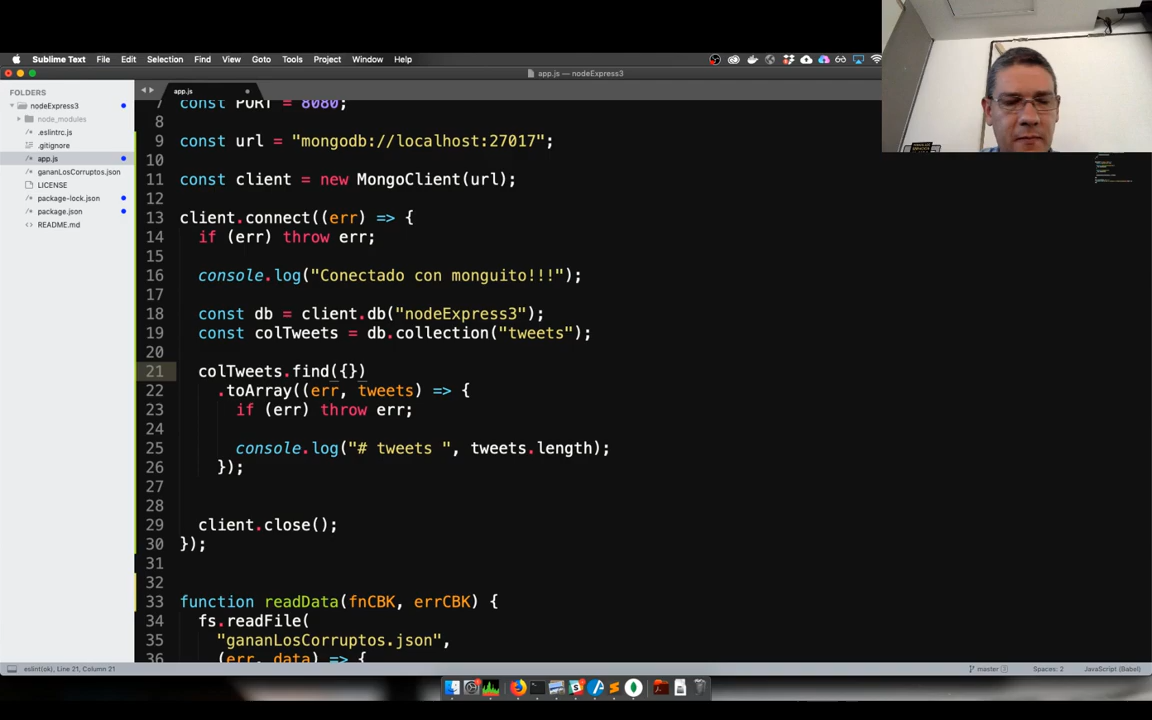 Sublime Text File Edit Selection Find View Goto Tools Project Window Help
app.js — nodeExpress3
FOLDERS
nodeExpress3
node_modules
.eslintrc.js
.gitignore
app.js
gananLosCorruptos.json
LICENSE
package-lock.json
package.json
README.md
app.js
7 const PORT = 8080;
8
9 const url = "mongodb://localhost:27017";
10
11 const client = new MongoClient(url);
12
13 client.connect((err) => {
14 if (err) throw err;
15
16 console.log("Conectado con monguito!!!");
17
18 const db = client.db("nodeExpress3");
19 const colTweets = db.collection("tweets");
20
21 colTweets.find({})
22 .toArray((err, tweets) => {
23 if (err) throw err;
24
25 console.log("# tweets ", tweets.length);
26 });
27
28
29 client.close();
30 });
31
32
33 function readData(fnCBK, errCBK) {
34 fs.readFile(
35 "gananLosCorruptos.json",
36 (err, data) => {
eslint(ok), Line 21, Column 21
master
Spaces: 2
JavaScript (Babel)